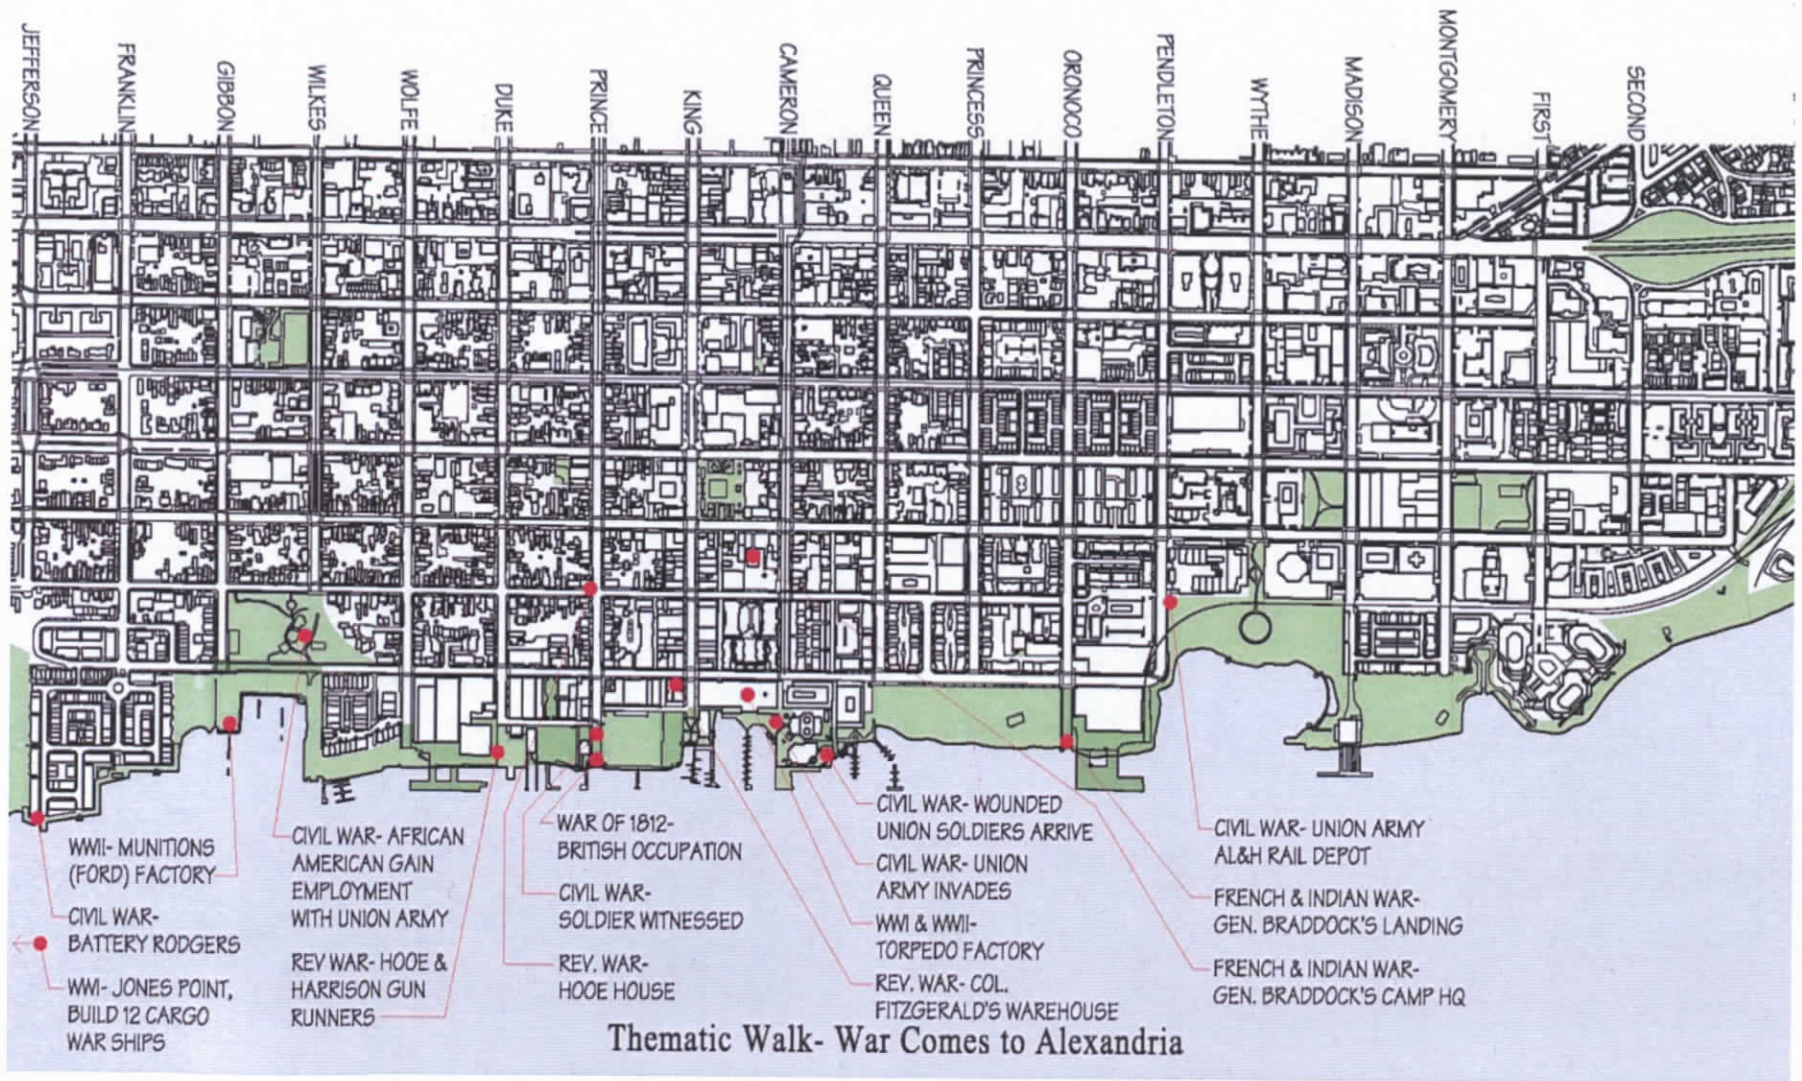 JEFFERSON
FRANKLIN
GIBBON
WILKES
WOLFE
DUKE
PRINCE
KING
CAMERON
QUEEN
PRINCESS
ORONOCO
PENDLETON
WYTHE
MADISON
MONTGOMERY
FIRST
SECOND
WWII- MUNITIONS
(FORD) FACTORY
CIVIL WAR-
BATTERY RODGERS
WWI- JONES POINT,
BUILD 12 CARGO
WAR SHIPS
CIVIL WAR- AFRICAN
AMERICAN GAIN
EMPLOYMENT
WITH UNION ARMY
REV WAR- HOOE &
HARRISON GUN
RUNNERS
WAR OF 1812-
BRITISH OCCUPATION
CIVIL WAR-
SOLDIER WITNESSED
REV. WAR-
HOOE HOUSE
CIVIL WAR- WOUNDED
UNION SOLDIERS ARRIVE
CIVIL WAR- UNION
ARMY INVADES
WWI & WWII-
TORPEDO FACTORY
REV. WAR- COL.
FITZGERALD'S WAREHOUSE
CIVIL WAR- UNION ARMY
AL&H RAIL DEPOT
FRENCH & INDIAN WAR-
GEN. BRADDOCK'S LANDING
FRENCH & INDIAN WAR-
GEN. BRADDOCK'S CAMP HQ
Thematic Walk- War Comes to Alexandria